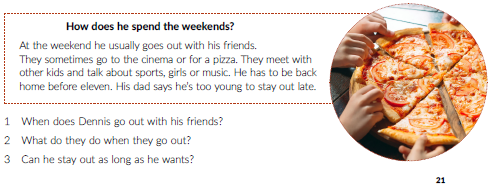 How does he spend the weekends?
At the weekend he usually goes out with his friends.
They sometimes go to the cinema or for a pizza. They meet with
other kids and talk about sports, girls or music. He has to be back
home before eleven. His dad says he's too young to stay out late.
1 When does Dennis go out with his friends?
2 What do they do when they go out?
3 Can he stay out as long as he wants?
21